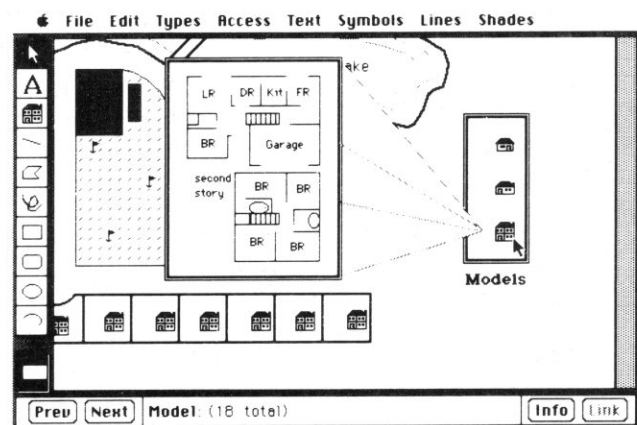 File Edit Types Access Text Symbols Lines Shades
A
ake
LR DR Kit FR
BR Garage
second
story
BR BR
BR BR
Models
Prev Next Model: (18 total) Info Link